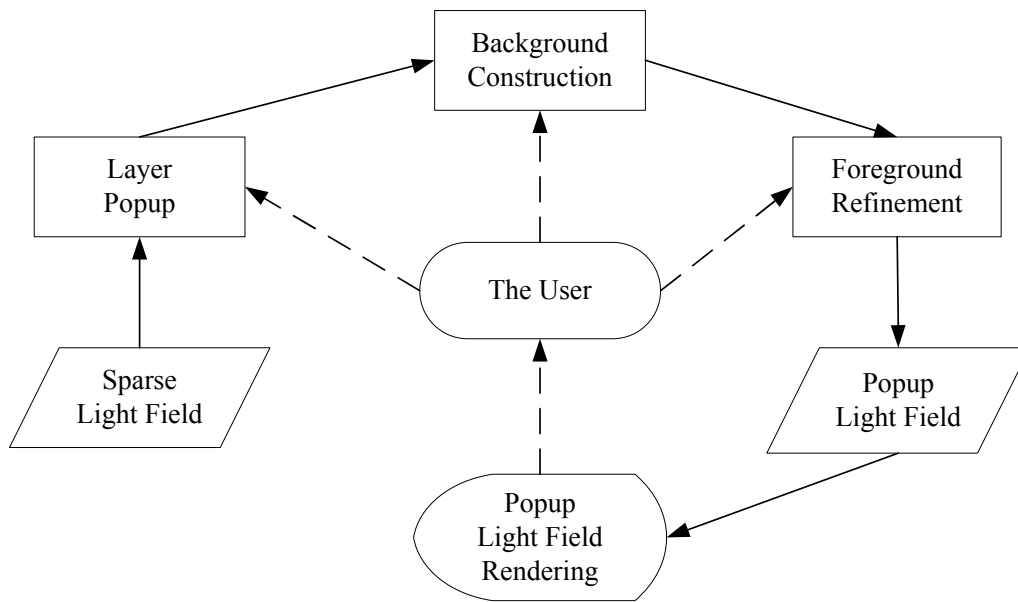 Background
Construction
Layer
Popup
Foreground
Refinement
The User
Sparse
Light Field
Popup
Light Field
Popup
Light Field
Rendering